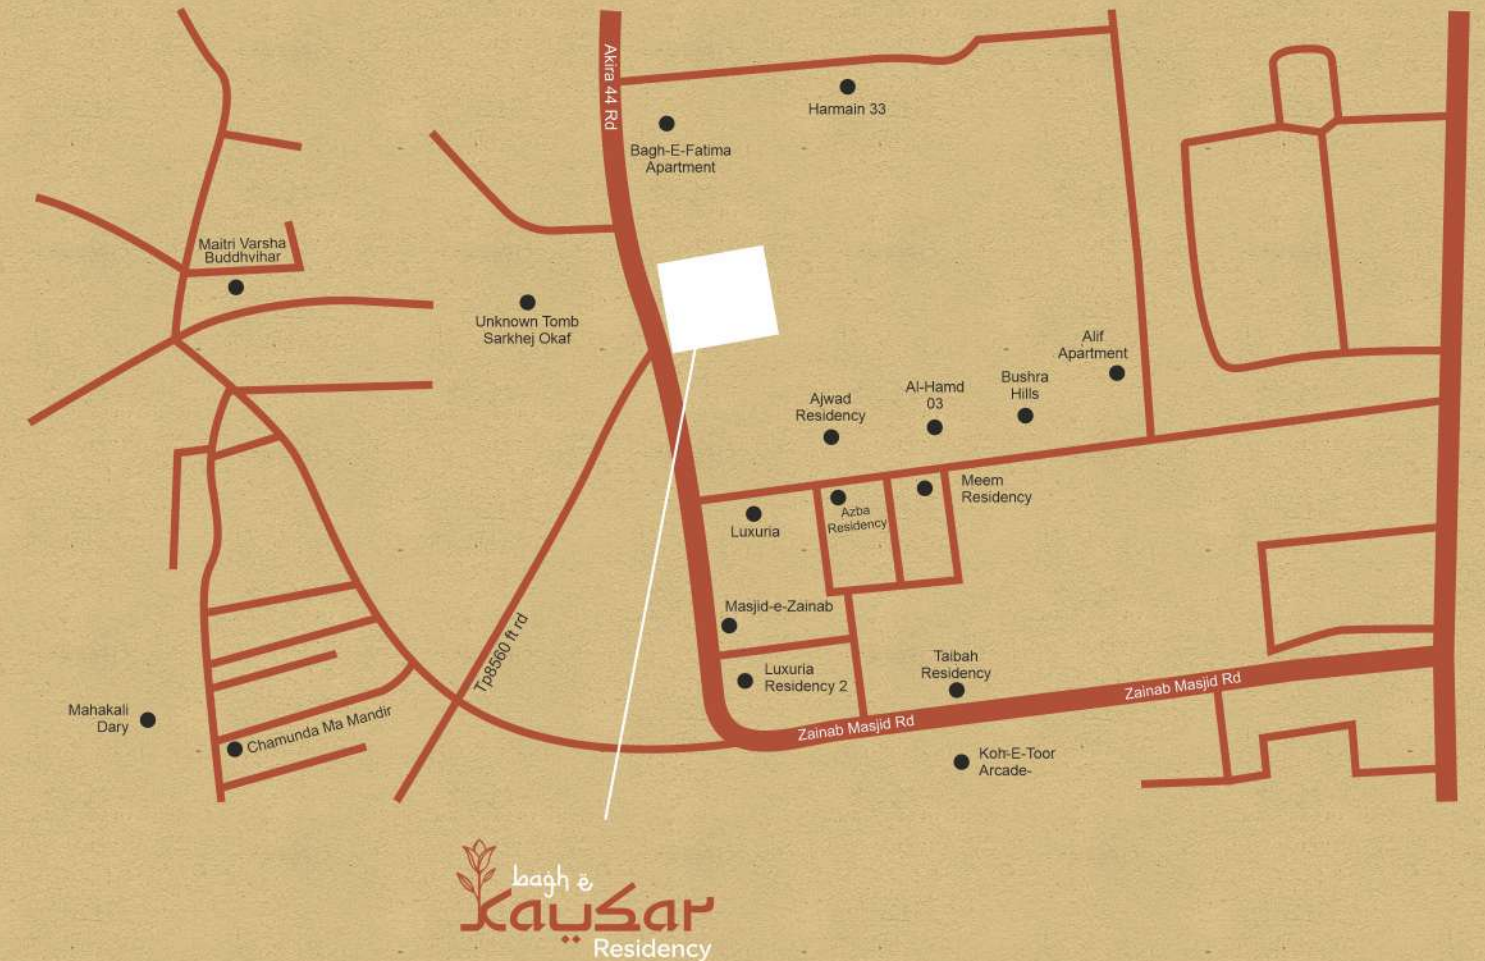 Akira 44 Rd
Harmain 33
Bagh-E-Fatima
Apartment
Maitri Varsha
Buddhvihar
Unknown Tomb
Sarkhej Okaf
Alif
Apartment
Bushra
Hills
Al-Hamd
03
Ajwad
Residency
Meem
Residency
Azba
Residency
Luxuria
Masjid-e-Zainab
Luxuria
Residency 2
Taibah
Residency
Tp8560 ft rd
Zainab Masjid Rd
Zainab Masjid Rd
Mahakali
Dary
Chamunda Ma Mandir
Koh-E-Toor
Arcade-
bagh ë
kausar
Residency